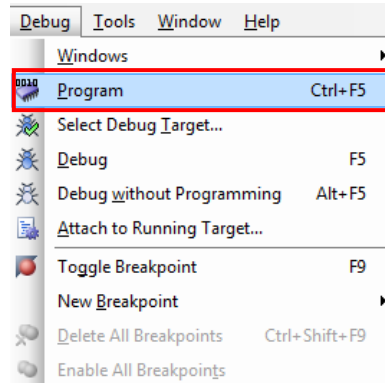 Debug Tools Window Help
Windows
0010 Program Ctrl+F5
Select Debug Target...
Debug F5
Debug without Programming Alt+F5
Attach to Running Target...
Toggle Breakpoint F9
New Breakpoint
Delete All Breakpoints Ctrl+Shift+F9
Enable All Breakpoints